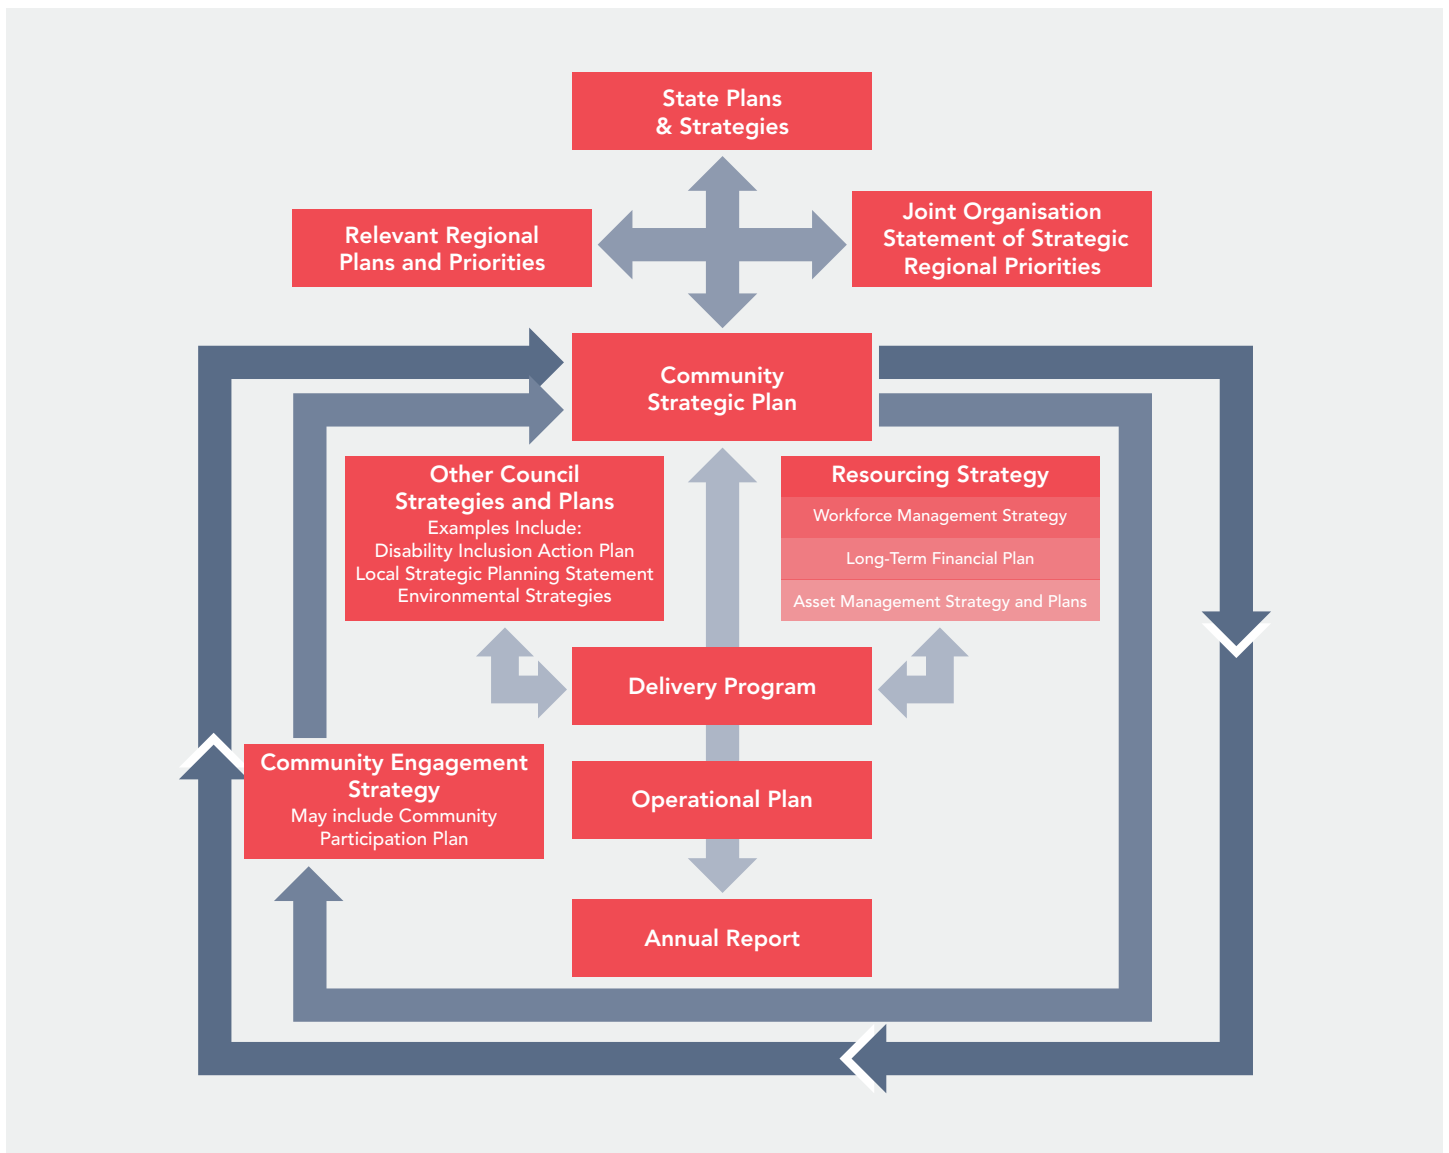 State Plans
& Strategies
Relevant Regional
Plans and Priorities
Joint Organisation
Statement of Strategic
Regional Priorities
Community
Strategic Plan
Other Council
Strategies and Plans
Examples Include:
Disability Inclusion Action Plan
Local Strategic Planning Statement
Environmental Strategies
Resourcing Strategy
Workforce Management Strategy
Long-Term Financial Plan
Asset Management Strategy and Plans
Delivery Program
Community Engagement
Strategy
May include Community
Participation Plan
Operational Plan
Annual Report